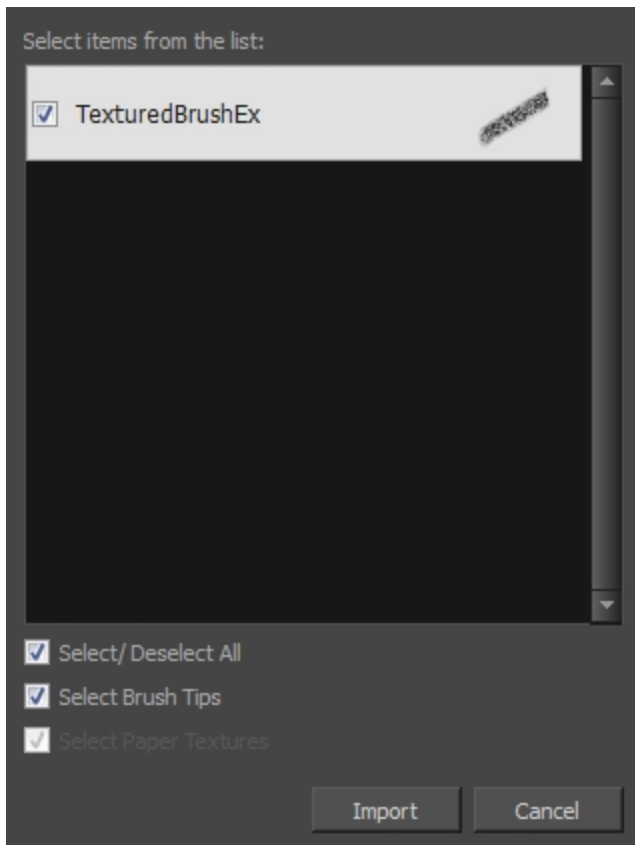 Select items from the list:
TexturedBrushEx
Select/ Deselect All
Select Brush Tips
Select Paper Textures
Import Cancel